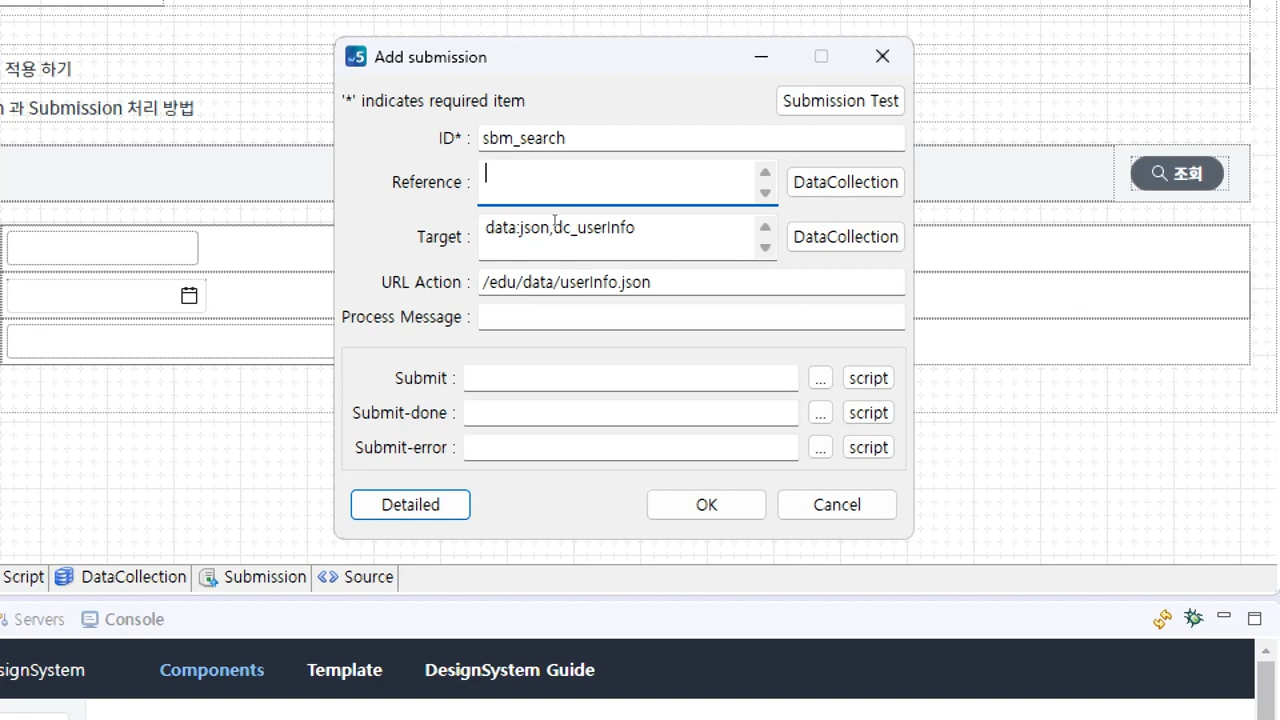 적용 하기
과 Submission 처리 방법
조회
5 Add submission
'*' indicates required item
Submission Test
ID* : sbm_search
Reference :
DataCollection
Target : data:json,dc_userInfo
DataCollection
URL Action : /edu/data/userInfo.json
Process Message :
Submit : ... script
Submit-done : ... script
Submit-error : ... script
Detailed OK Cancel
Script DataCollection Submission Source
Servers Console
signSystem Components Template DesignSystem Guide